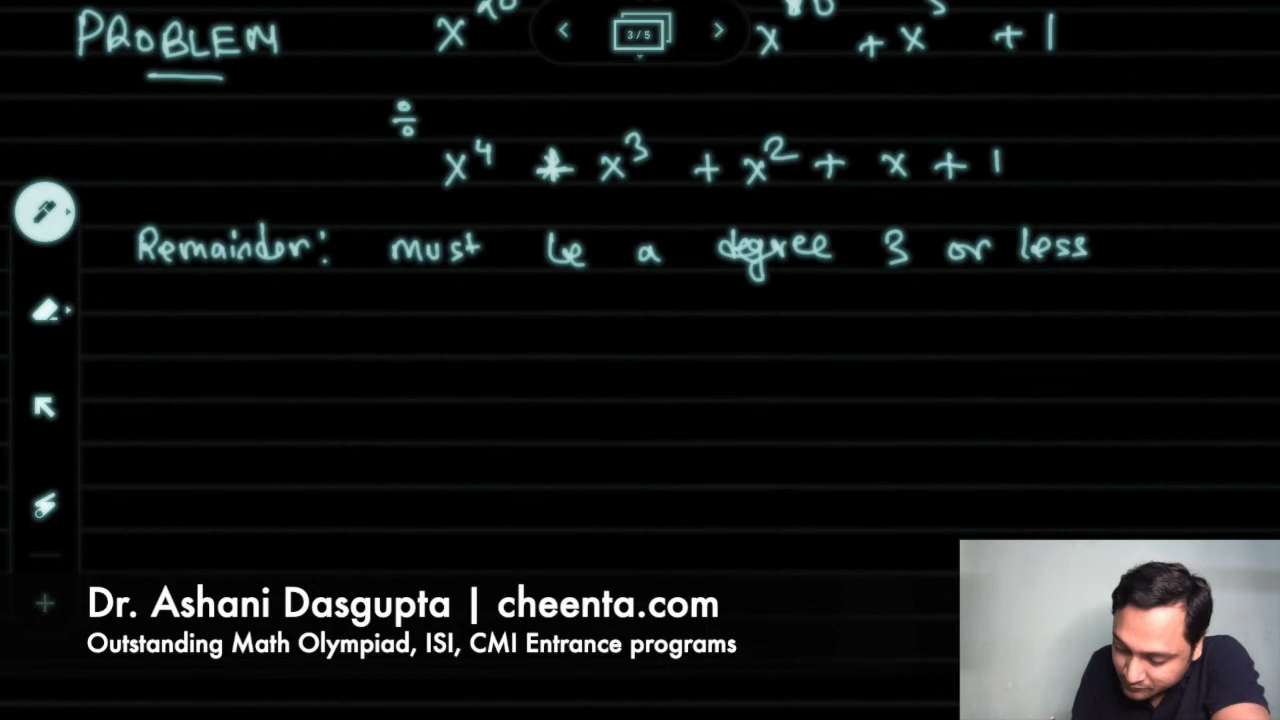 PROBLEM x + x + 1
3 / 5
÷
x⁴ + x³ + x² + x + 1
Remainder: must be a degree 3 or less
Dr. Ashani Dasgupta | cheenta.com
Outstanding Math Olympiad, ISI, CMI Entrance programs